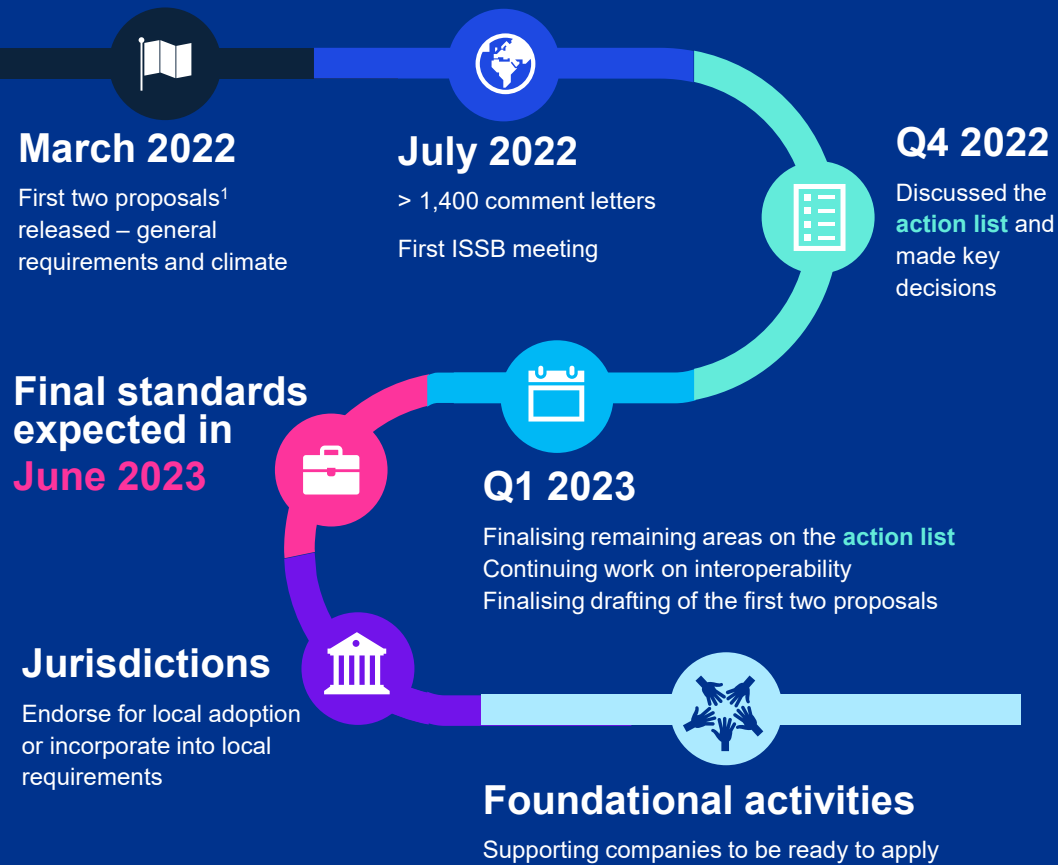 March 2022
First two proposals¹
released – general
requirements and climate
July 2022
> 1,400 comment letters
First ISSB meeting
Q4 2022
Discussed the
action list and
made key
decisions
Final standards
expected in
June 2023
Q1 2023
Finalising remaining areas on the action list
Continuing work on interoperability
Finalising drafting of the first two proposals
Jurisdictions
Endorse for local adoption
or incorporate into local
requirements
Foundational activities
Supporting companies to be ready to apply